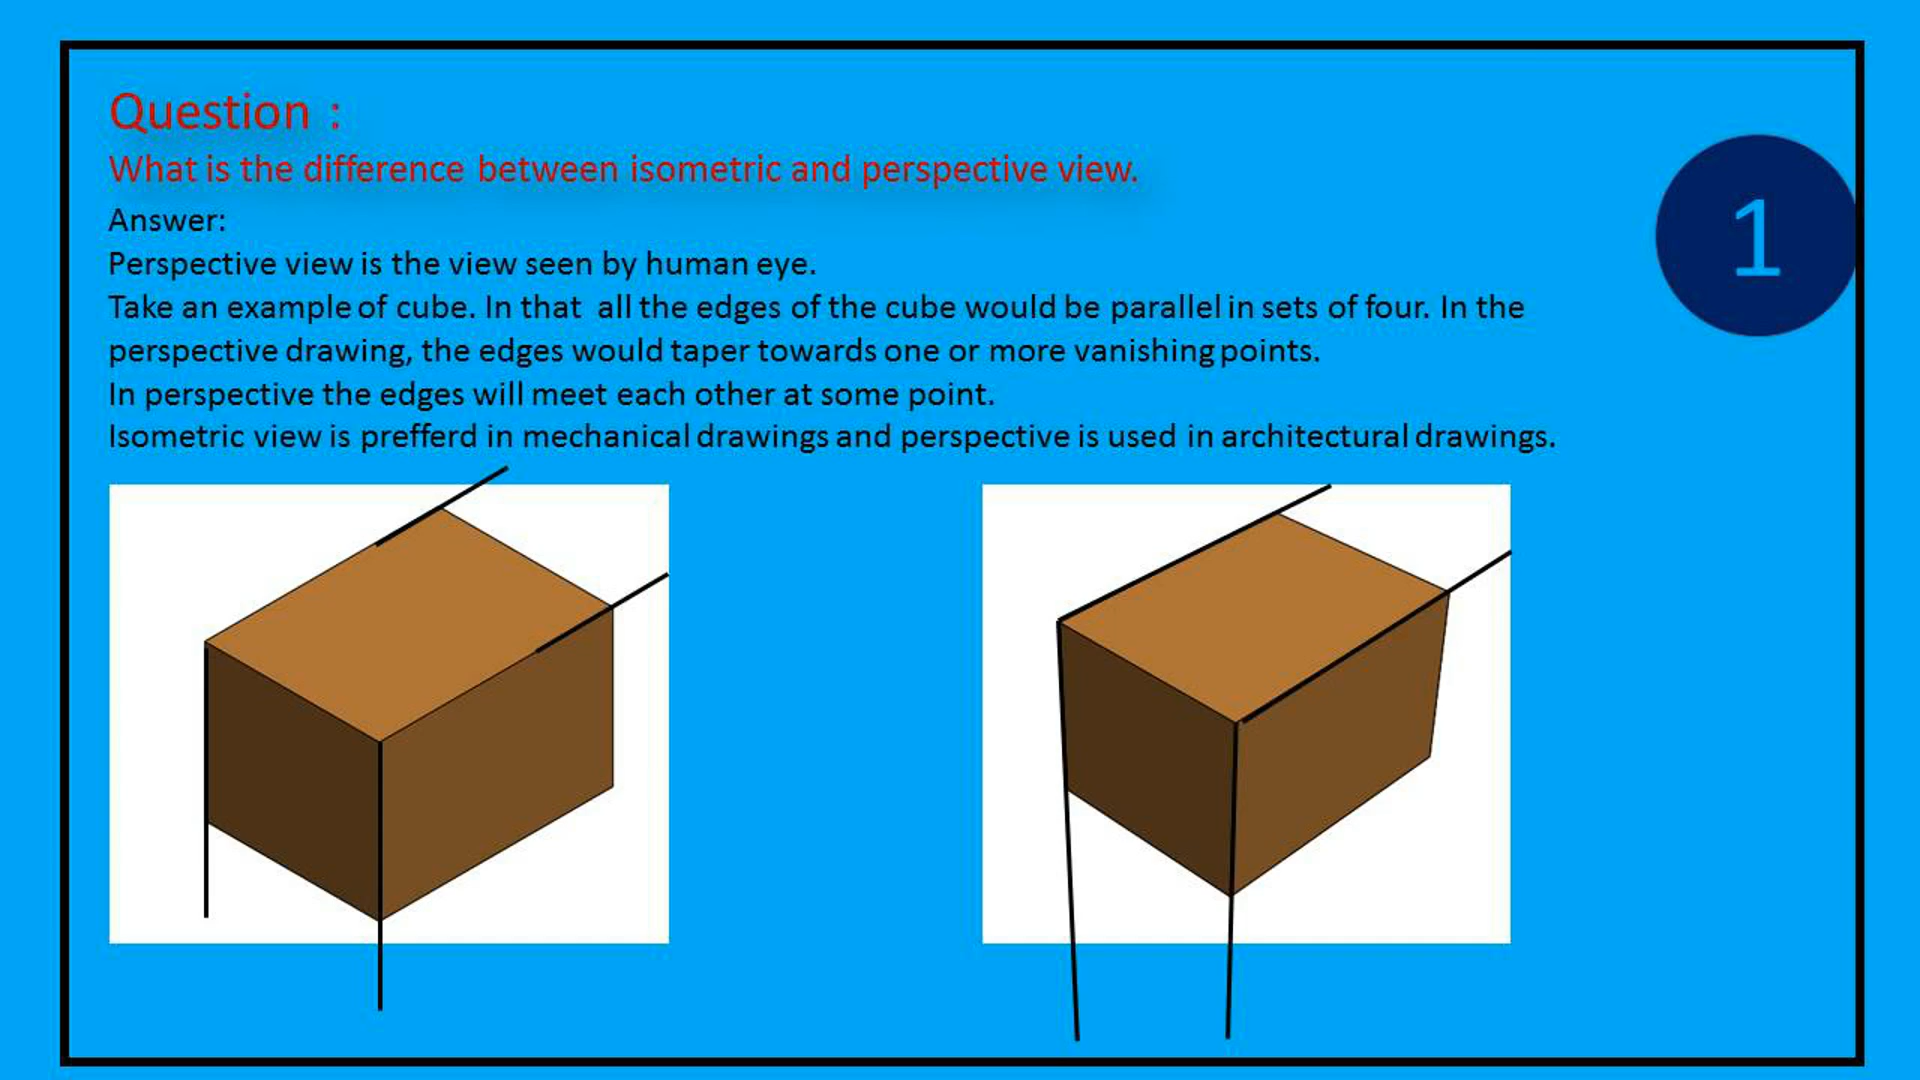 Question :
What is the difference between isometric and perspective view.
1
Answer:
Perspective view is the view seen by human eye.
Take an example of cube. In that all the edges of the cube would be parallel in sets of four. In the
perspective drawing, the edges would taper towards one or more vanishing points.
In perspective the edges will meet each other at some point.
Isometric view is prefferd in mechanical drawings and perspective is used in architectural drawings.